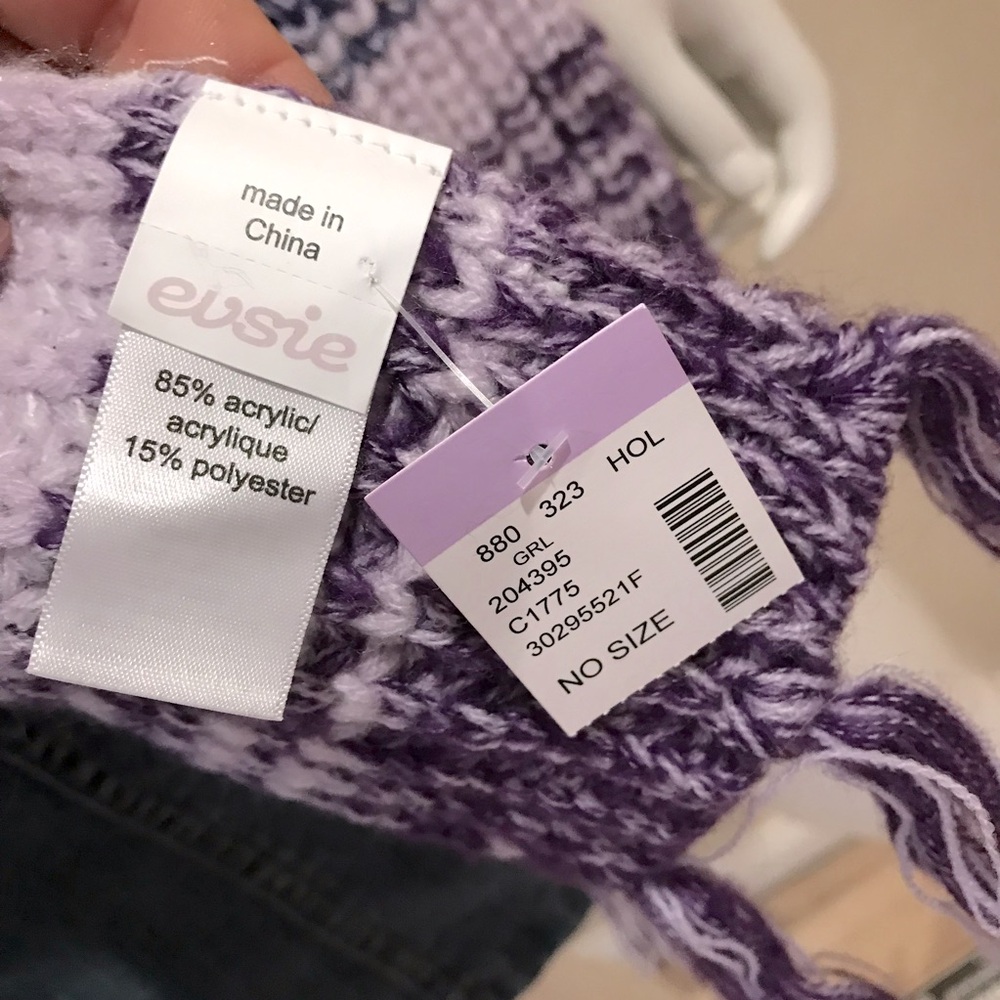 made in
China
evsie
85% acrylic/
acrylique
15% polyester
880 323 HOL
GRL
204395
C1775
30295521F
NO SIZE